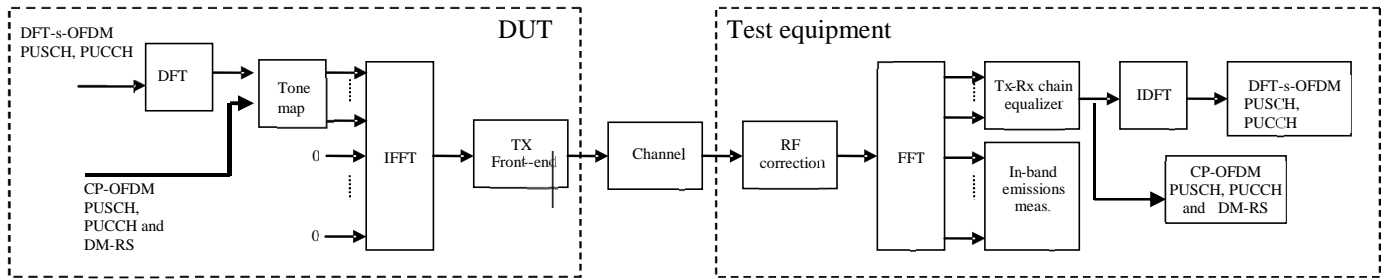 DUT
DFT-s-OFDM
PUSCH, PUCCH
DFT
Tone
map
CP-OFDM
PUSCH,
PUCCH and
DM-RS
0
0
IFFT
TX
Front-end
Channel
Test equipment
RF
correction
FFT
Tx-Rx chain
equalizer
IDFT
DFT-s-OFDM
PUSCH,
PUCCH
In-band
emissions
meas.
CP-OFDM
PUSCH, PUCCH
and DM-RS